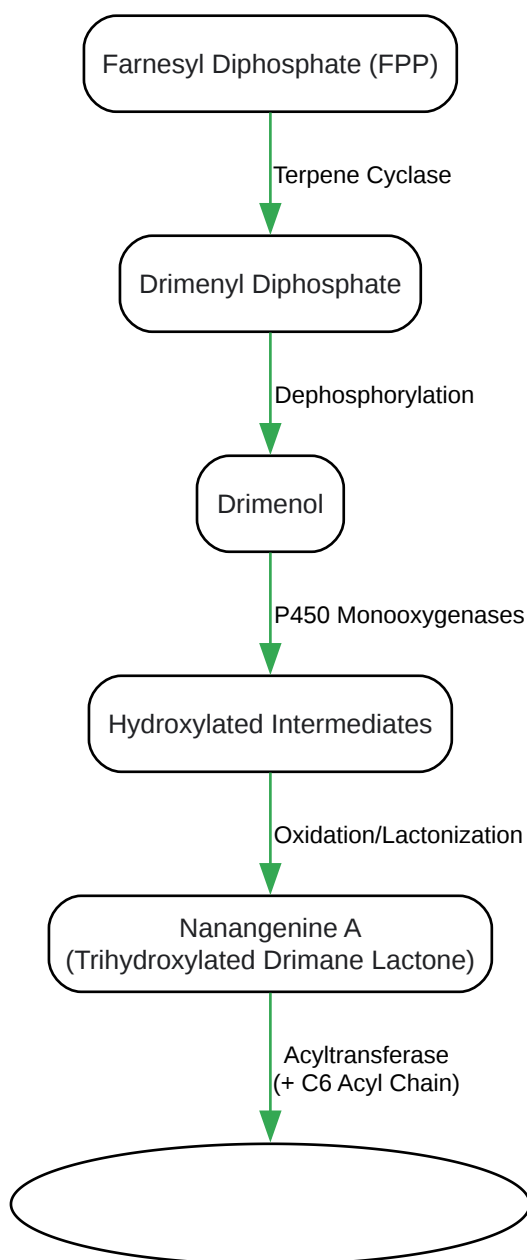 Farnesyl Diphosphate (FPP)
Terpene Cyclase
Drimenyl Diphosphate
Dephosphorylation
Drimenol
P450 Monooxygenases
Hydroxylated Intermediates
Oxidation/Lactonization
Nanangenine A
(Trihydroxylated Drimane Lactone)
Acyltransferase
(+ C6 Acyl Chain)